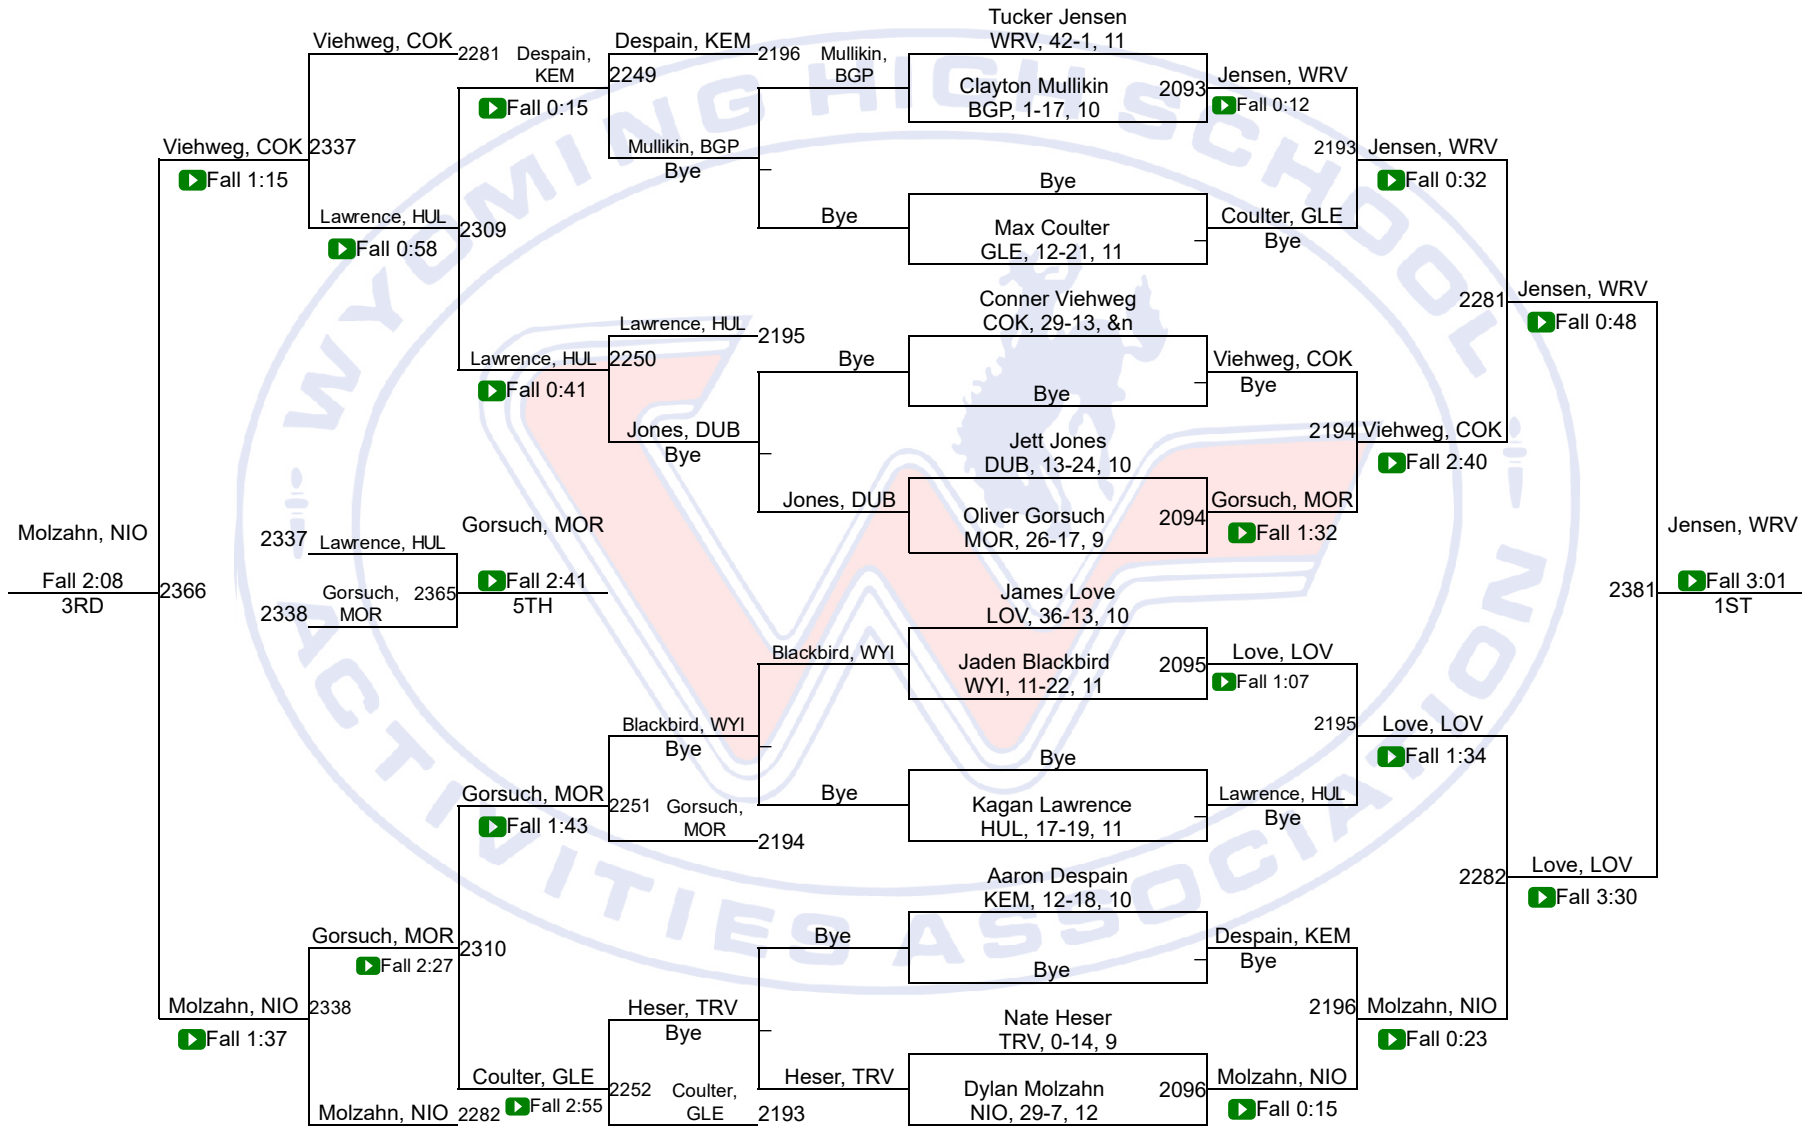 Tucker Jensen
WRV, 42-1, 11
Viehweg, COK
2281
Despain,
KEM
Despain, KEM
2196
Mullikin,
BGP
2249
Fall 0:15
Clayton Mullikin
BGP, 1-17, 10
2093
Jensen, WRV
Fall 0:12
Viehweg, COK
2337
Fall 1:15
Mullikin, BGP
Bye
2193
Jensen, WRV
Fall 0:32
Bye
Lawrence, HUL
2309
Fall 0:58
Bye
Max Coulter
GLE, 12-21, 11
Coulter, GLE
Bye
Conner Viehweg
COK, 29-13, &n
2281
Jensen, WRV
Fall 0:48
Lawrence, HUL
2195
Lawrence, HUL
2250
Fall 0:41
Bye
Bye
Viehweg, COK
Bye
Jones, DUB
Bye
Jett Jones
DUB, 13-24, 10
2194
Viehweg, COK
Fall 2:40
Jones, DUB
Oliver Gorsuch
MOR, 26-17, 9
2094
Gorsuch, MOR
Fall 1:32
Molzahn, NIO
Fall 2:08
3RD
2366
2337
Lawrence, HUL
Gorsuch, MOR
Gorsuch,
MOR
2365
2338
Fall 2:41
5TH
James Love
LOV, 36-13, 10
2381
Jensen, WRV
Fall 3:01
1ST
Blackbird, WYI
Jaden Blackbird
WYI, 11-22, 11
2095
Love, LOV
Fall 1:07
Blackbird, WYI
Bye
2195
Love, LOV
Fall 1:34
Bye
Gorsuch, MOR
2251
Fall 1:43
Gorsuch,
MOR
2194
Bye
Kagan Lawrence
HUL, 17-19, 11
Lawrence, HUL
Bye
Aaron Despain
KEM, 12-18, 10
2282
Love, LOV
Fall 3:30
Gorsuch, MOR
2310
Fall 2:27
Bye
Bye
Despain, KEM
Bye
Molzahn, NIO
2338
Fall 1:37
Heser, TRV
Bye
Nate Heser
TRV, 0-14, 9
2196
Molzahn, NIO
Fall 0:23
Coulter, GLE
2252
Fall 2:55
Coulter,
GLE
2193
Heser, TRV
Dylan Molzahn
NIO, 29-7, 12
2096
Molzahn, NIO
Fall 0:15
Molzahn, NIO
2282
WYOMING HIGH SCHOOL
ACTIVITIES ASSOCIATION